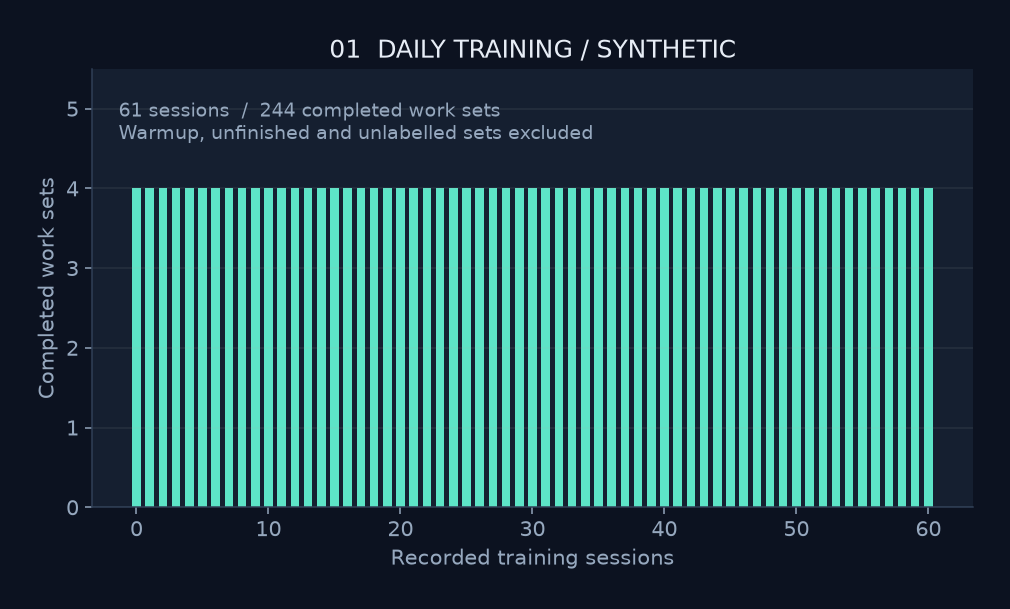 01  DAILY TRAINING / SYNTHETIC
61 sessions  /  244 completed work sets
Warmup, unfinished and unlabelled sets excluded
Completed work sets
5
4
3
2
1
0
0 10 20 30 40 50 60
Recorded training sessions